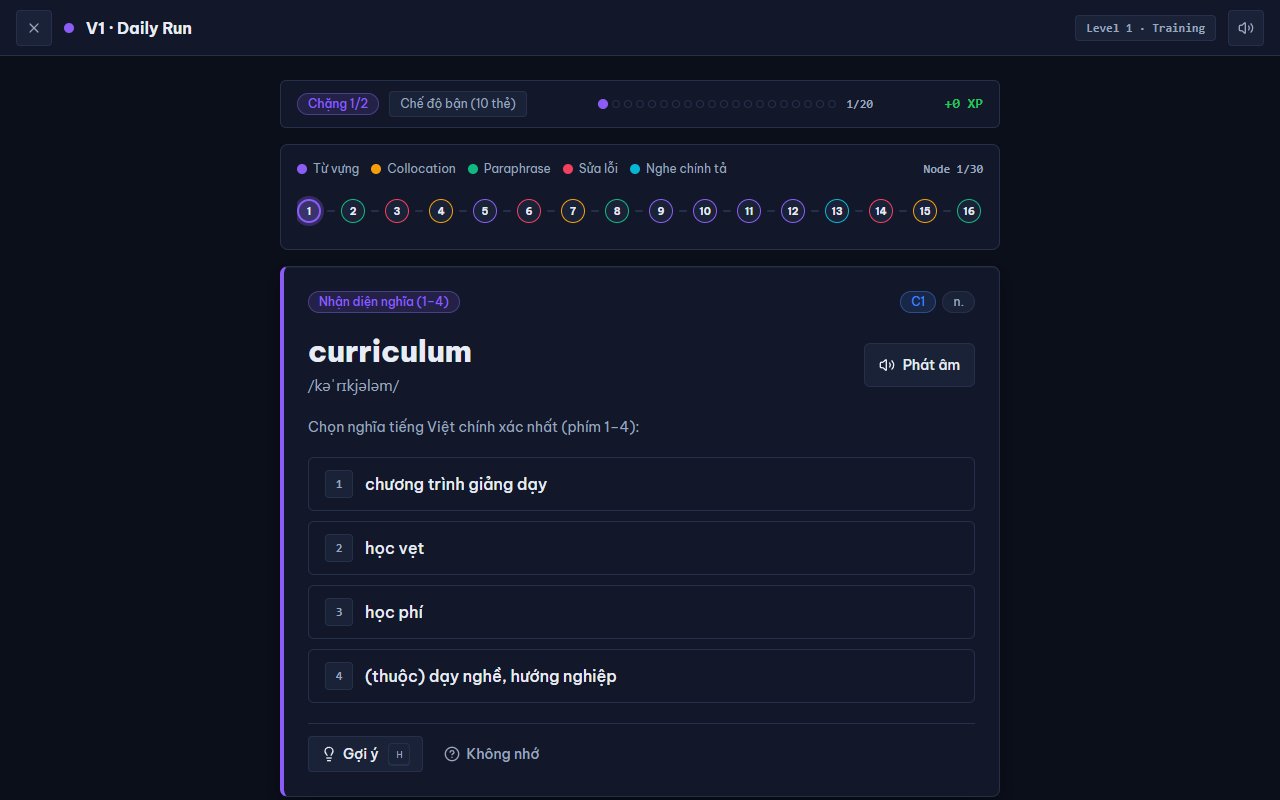 V1 · Daily Run
Level 1 · Training
Chặng 1/2
Chế độ bận (10 thẻ)
1/20
+0 XP
Từ vựng
Collocation
Paraphrase
Sửa lỗi
Nghe chính tả
Node 1/30
1 2 3 4 5 6 7 8 9 10 11 12 13 14 15 16
Nhận diện nghĩa (1–4)
C1
n.
curriculum
/kəˈrɪkjələm/
Phát âm
Chọn nghĩa tiếng Việt chính xác nhất (phím 1–4):
1 chương trình giảng dạy
2 học vẹt
3 học phí
4 (thuộc) dạy nghề, hướng nghiệp
Gợi ý H
Không nhớ